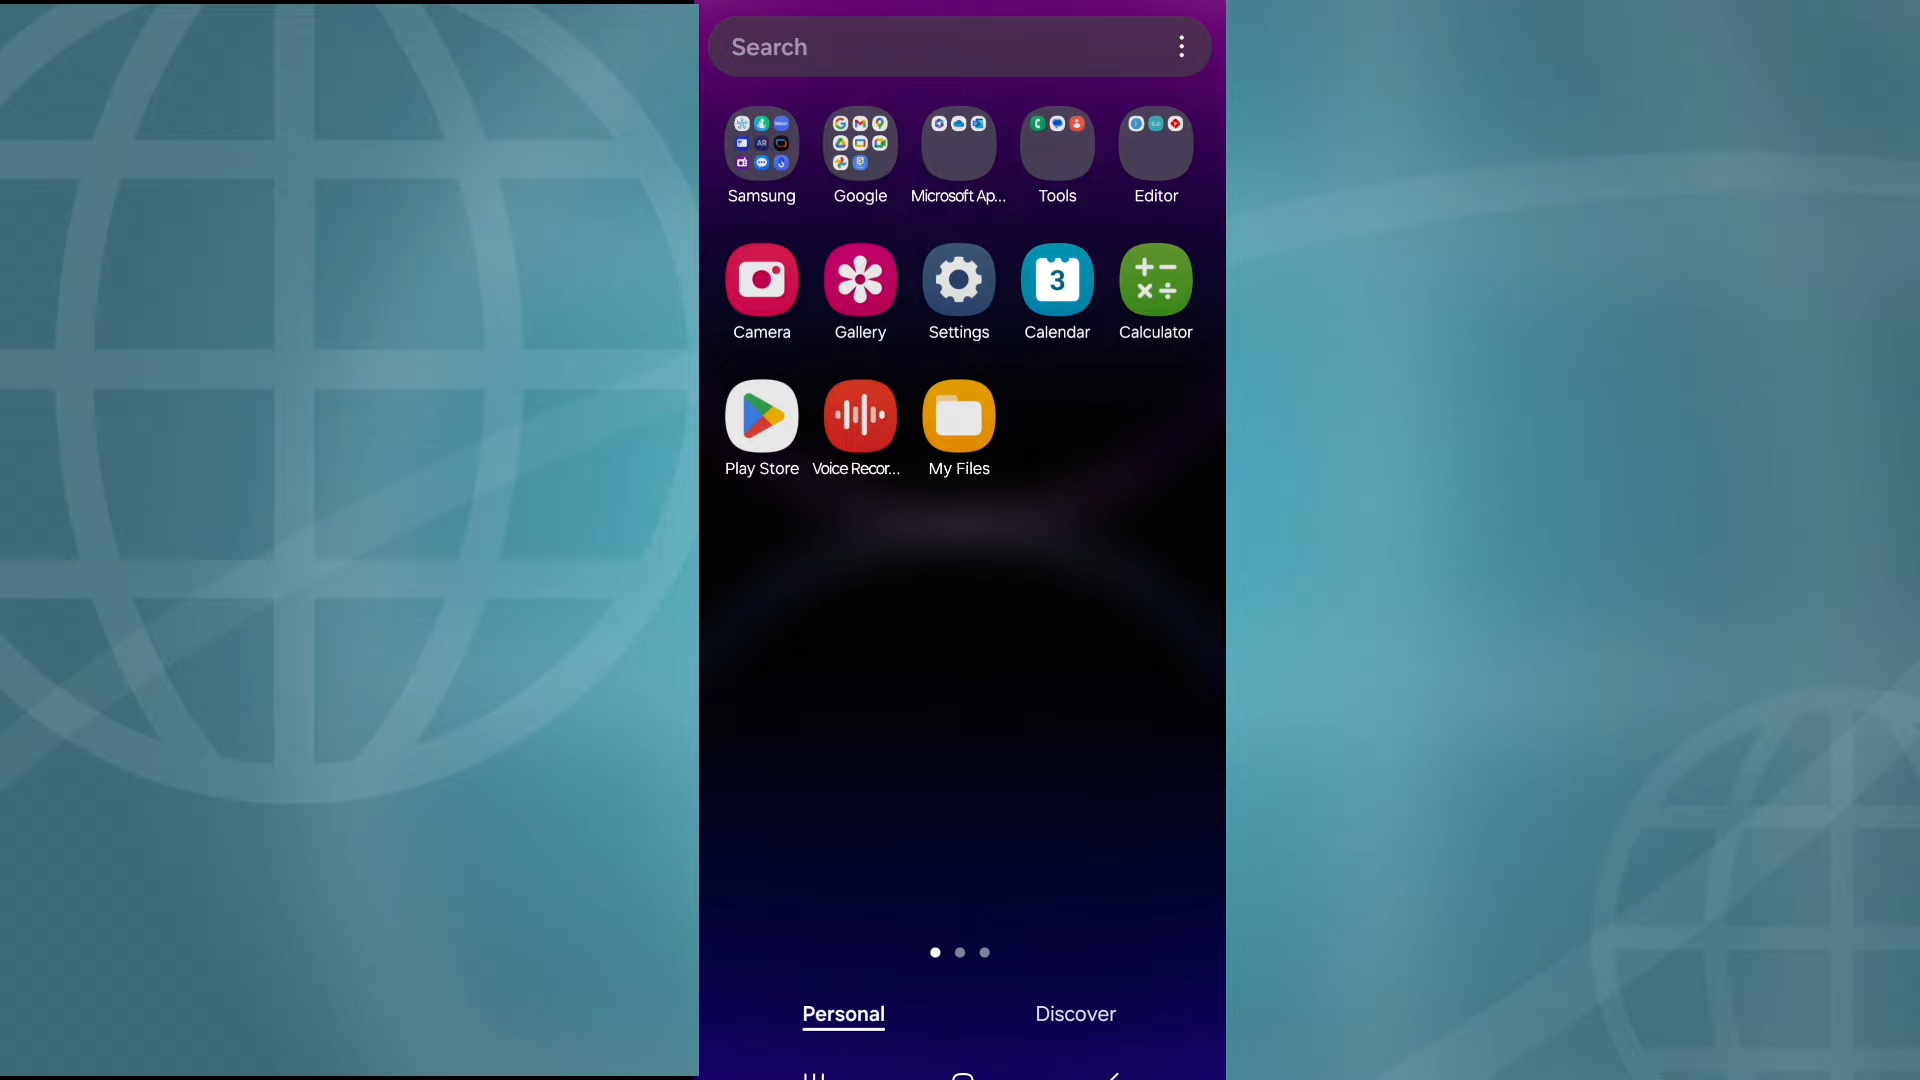 Search
Samsung
Google
Microsoft Ap...
Tools
Editor
3
Camera
Gallery
Settings
Calendar
Calculator
Play Store
Voice Recor...
My Files
Personal
Discover